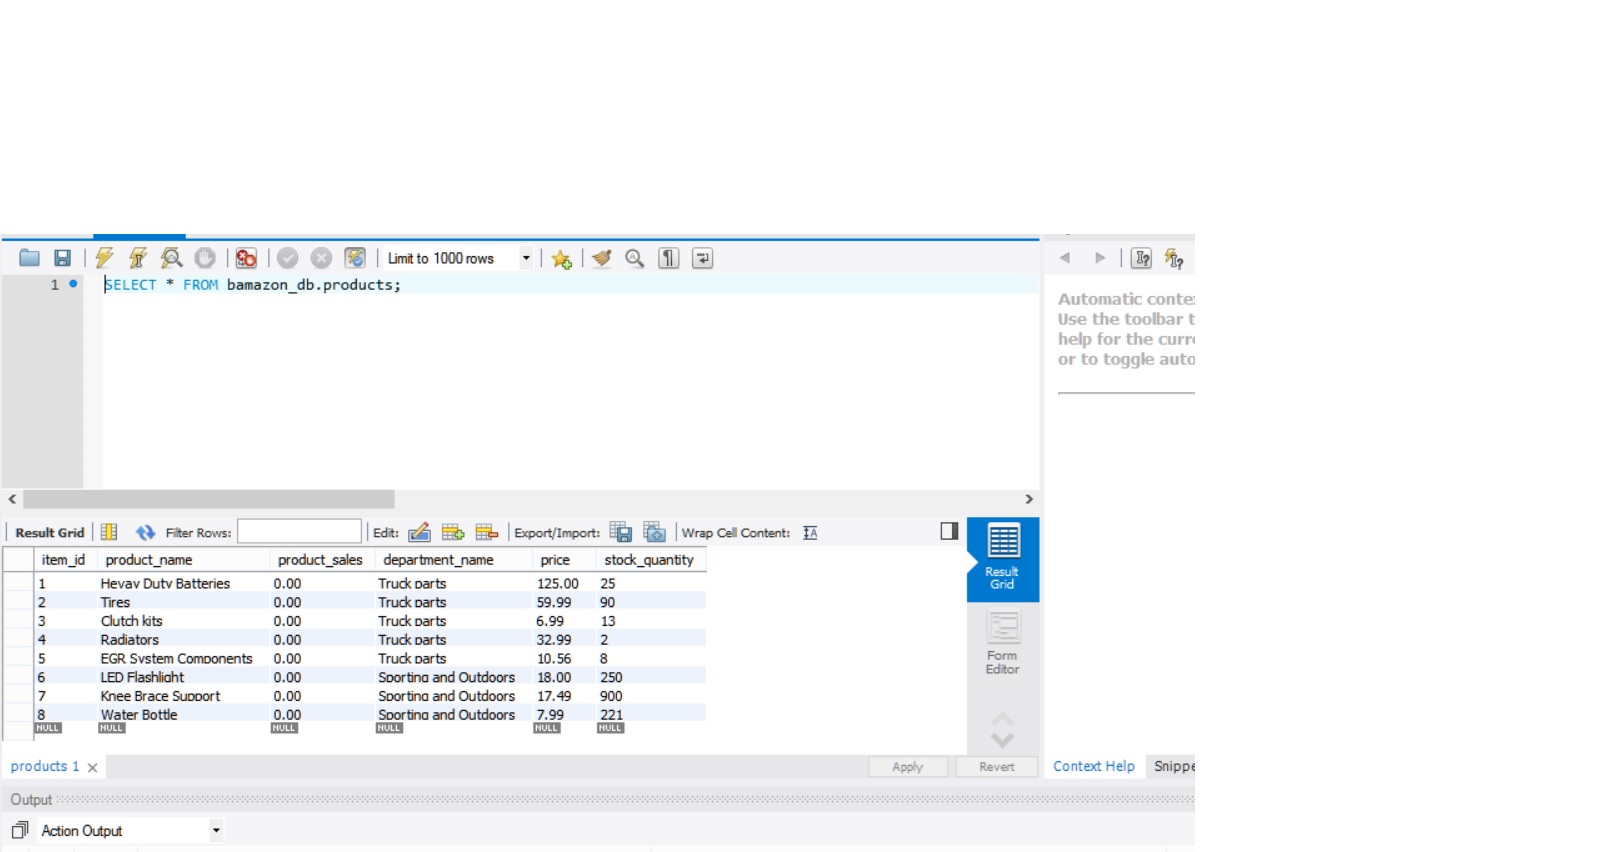 Limit to 1000 rows
1 SELECT * FROM bamazon_db.products;
Automatic conte
Use the toolbar t
help for the curr
or to toggle auto
Result Grid Filter Rows: Edit: Export/Import: Wrap Cell Content:
item_id product_name product_sales department_name price stock_quantity
1 Hevay Duty Batteries 0.00 Truck parts 125.00 25
2 Tires 0.00 Truck parts 59.99 90
3 Clutch kits 0.00 Truck parts 6.99 13
4 Radiators 0.00 Truck parts 32.99 2
5 EGR System Components 0.00 Truck parts 10.56 8
6 LED Flashlight 0.00 Sporting and Outdoors 18.00 250
7 Knee Brace Support 0.00 Sporting and Outdoors 17.49 900
8 Water Bottle 0.00 Sporting and Outdoors 7.99 221
NULL NULL NULL NULL NULL NULL
Result
Grid
Form
Editor
products 1 Apply Revert Context Help Snippe
Output
Action Output